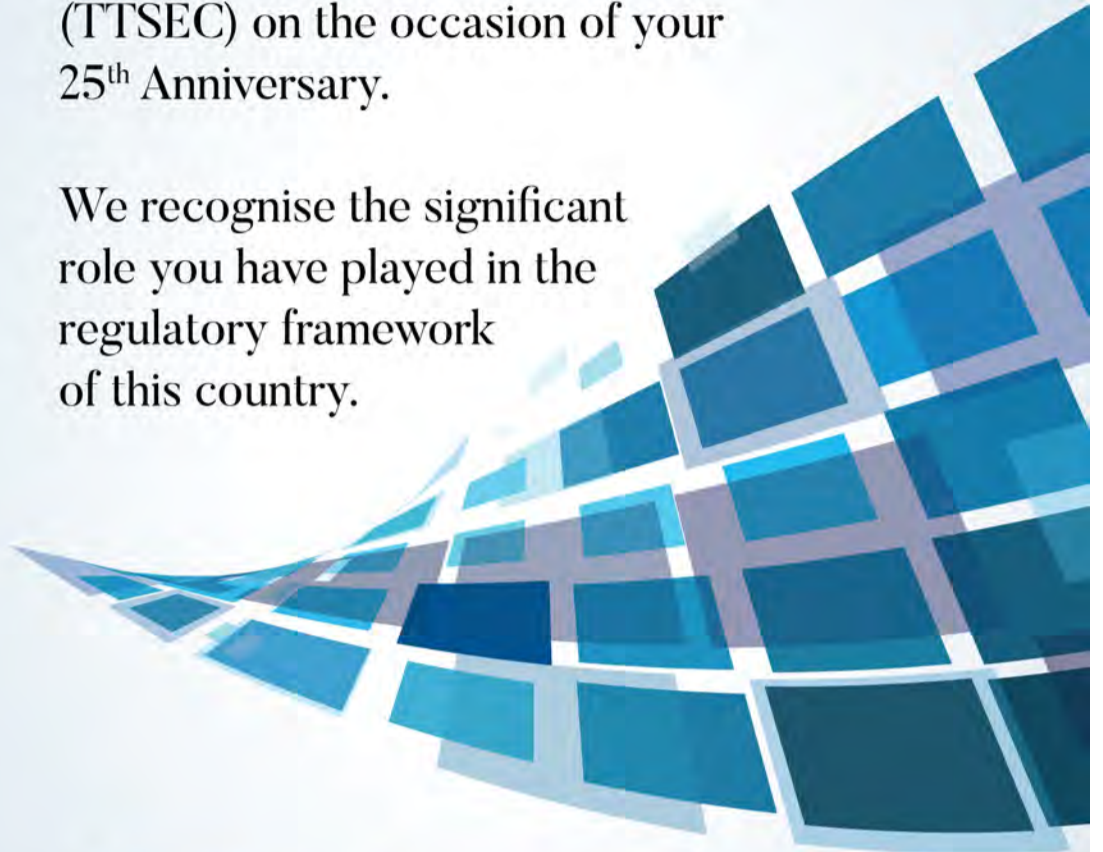 (TTSEC) on the occasion of your
25th Anniversary.
We recognise the significant
role you have played in the
regulatory framework
of this country.